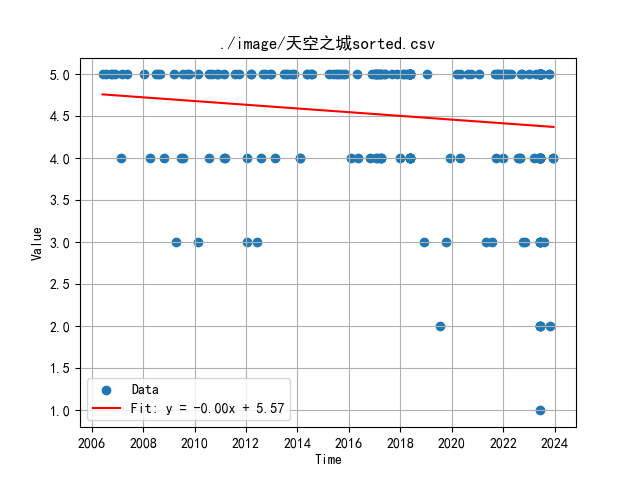 ./image/天空之城sorted.csv
5.0
4.5
4.0
3.5
3.0
2.5
2.0
1.5
1.0
Value
Data
Fit: y = -0.00x + 5.57
2006 2008 2010 2012 2014 2016 2018 2020 2022 2024
Time